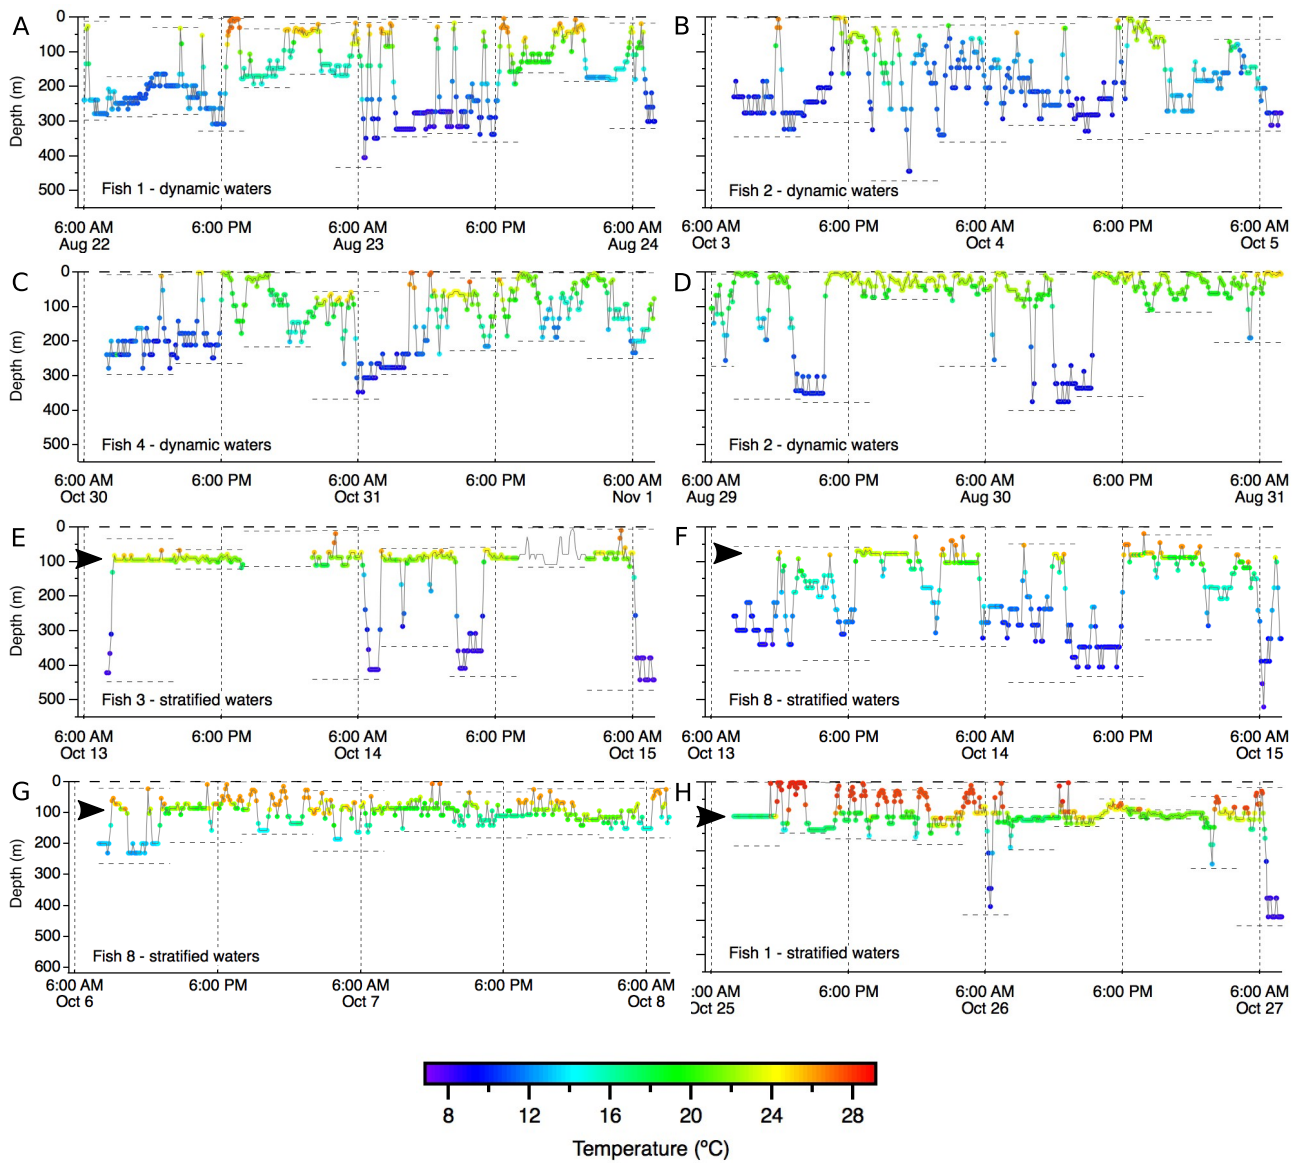 A
B
0
100
200
300
400
500
Depth (m)
Fish 1 - dynamic waters
Fish 2 - dynamic waters
6:00 AM 6:00 PM 6:00 AM 6:00 PM 6:00 AM
Aug 22 Aug 23 Aug 24
6:00 AM 6:00 PM 6:00 AM 6:00 PM 6:00 AM
Oct 3 Oct 4 Oct 5
C
D
0
100
200
300
400
500
Depth (m)
Fish 4 - dynamic waters
Fish 2 - dynamic waters
6:00 AM 6:00 PM 6:00 AM 6:00 PM 6:00 AM
Oct 30 Oct 31 Nov 1
6:00 AM 6:00 PM 6:00 AM 6:00 PM 6:00 AM
Aug 29 Aug 30 Aug 31
E
F
0
100
200
300
400
500
Depth (m)
Fish 3 - stratified waters
Fish 8 - stratified waters
6:00 AM 6:00 PM 6:00 AM 6:00 PM 6:00 AM
Oct 13 Oct 14 Oct 15
6:00 AM 6:00 PM 6:00 AM 6:00 PM 6:00 AM
Oct 13 Oct 14 Oct 15
G
H
0
100
200
300
400
500
600
Depth (m)
Fish 8 - stratified waters
Fish 1 - stratified waters
6:00 AM 6:00 PM 6:00 AM 6:00 PM 6:00 AM
Oct 6 Oct 7 Oct 8
:00 AM 6:00 PM 6:00 AM 6:00 PM 6:00 AM
Oct 25 Oct 26 Oct 27
8 12 16 20 24 28
Temperature (ºC)